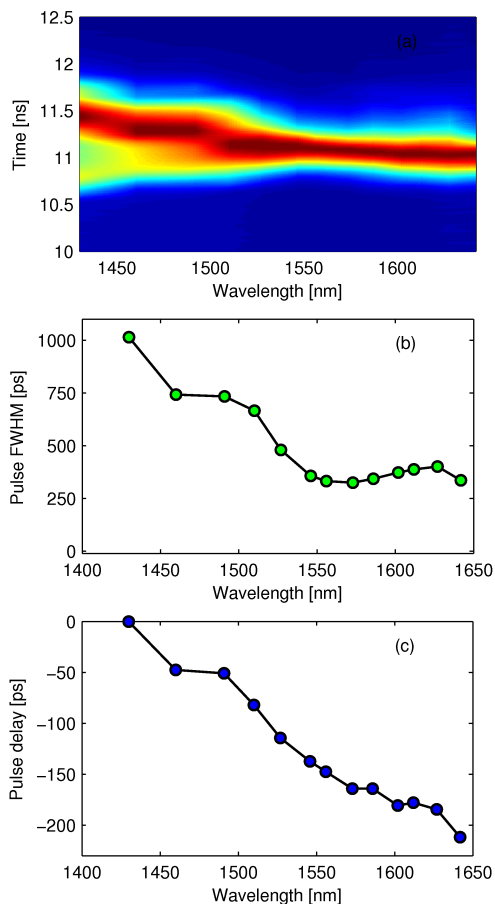 12.5
(a)
12
11.5
11
10.5
10
Time [ns]
1450 1500 1550 1600
Wavelength [nm]
1000
(b)
750
500
250
0
Pulse FWHM [ps]
1400 1450 1500 1550 1600 1650
Wavelength [nm]
0
(c)
−50
−100
−150
−200
Pulse delay [ps]
1400 1450 1500 1550 1600 1650
Wavelength [nm]